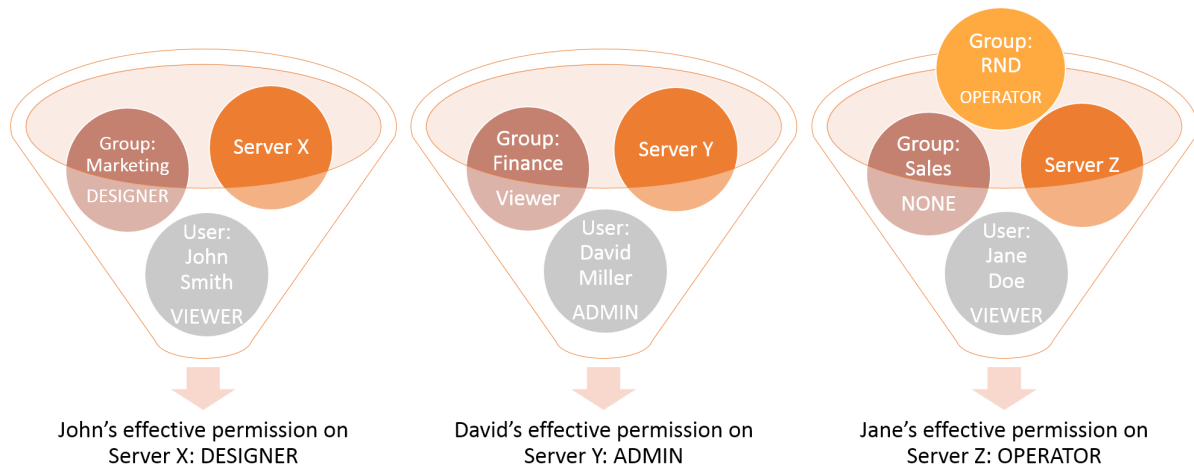 Group:
Marketing
DESIGNER
Server X
User:
John
Smith
VIEWER
John's effective permission on
Server X: DESIGNER
Group:
Finance
Viewer
Server Y
User:
David
Miller
ADMIN
David's effective permission on
Server Y: ADMIN
Group:
RND
OPERATOR
Group:
Sales
NONE
Server Z
User:
Jane
Doe
VIEWER
Jane's effective permission on
Server Z: OPERATOR